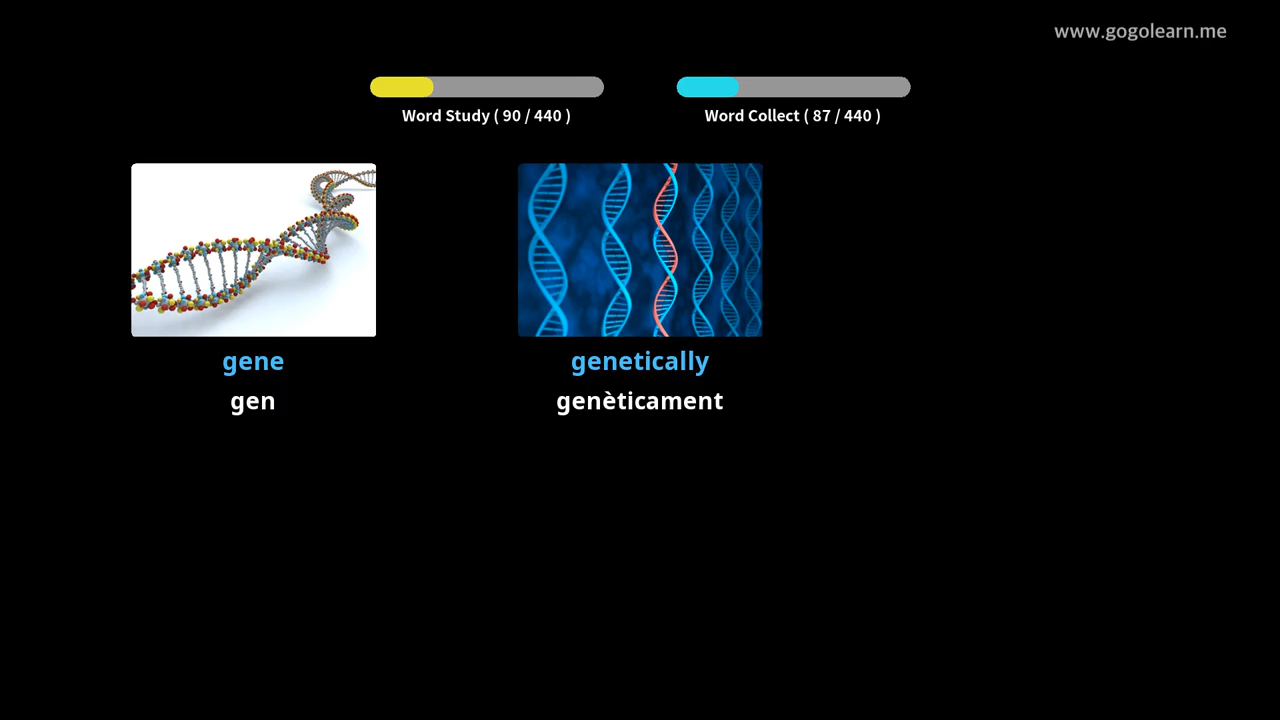 www.gogolearn.me
Word Study ( 90 / 440 )
Word Collect ( 87 / 440 )
gene
gen
genetically
genèticament